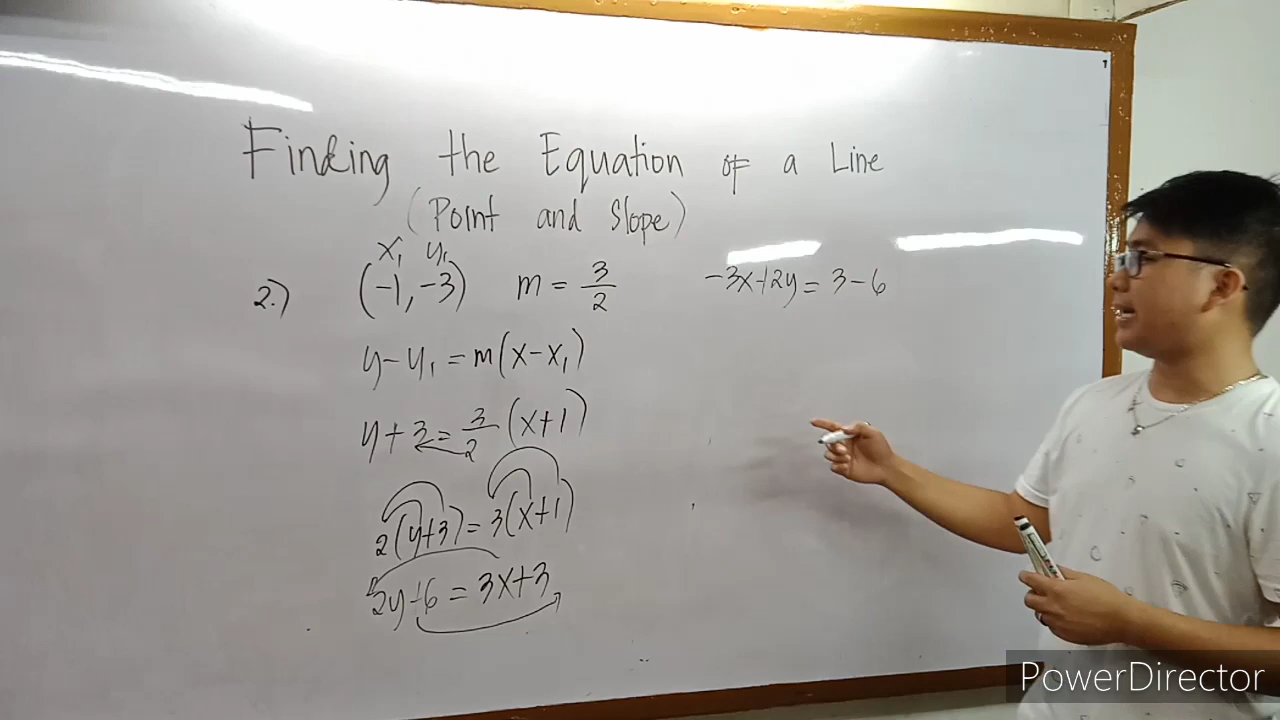 Finding the Equation of a Line
(Point and Slope)
x₁ y₁
2.) (-1, -3) m = 3/2
y - y₁ = m(x - x₁)
y + 3 = 3/2 (x + 1)
2(y+3) = 3(x+1)
2y+6 = 3x+3
-3x+2y = 3-6
PowerDirector